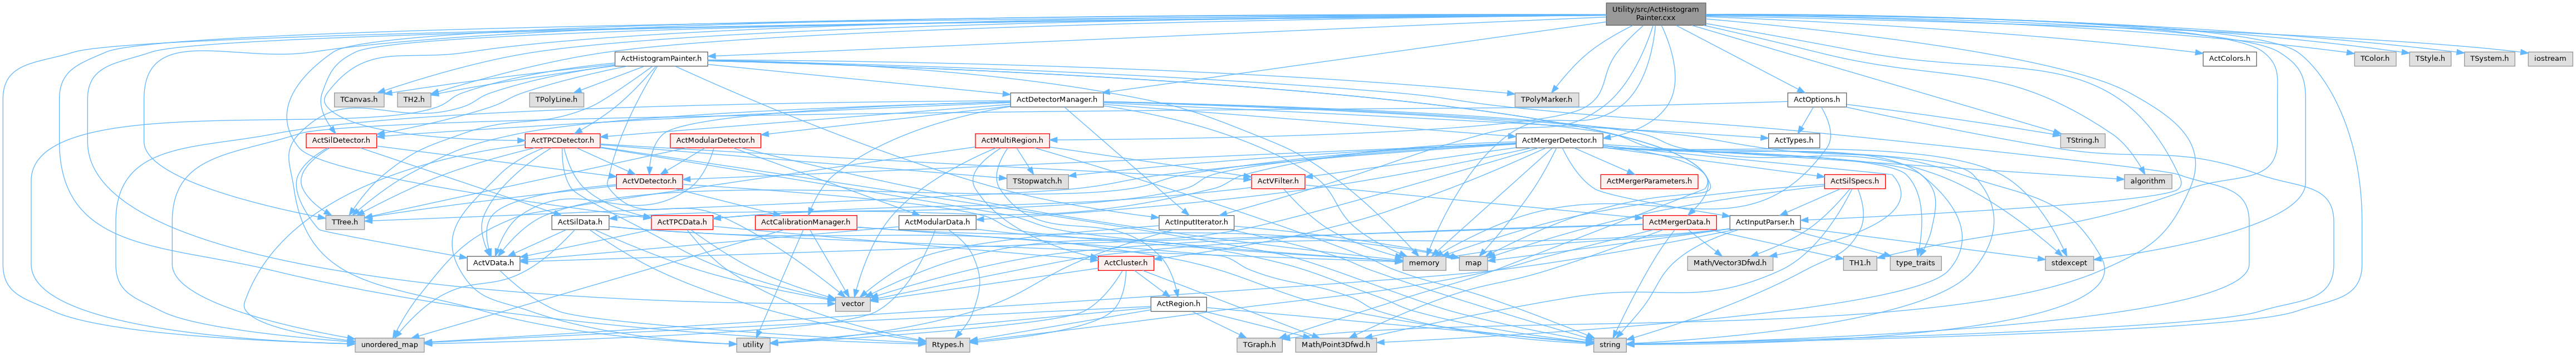 Utility/src/ActHistogram
Painter.cxx
ActHistogramPainter.h
ActColors.h
TColor.h
TStyle.h
TSystem.h
iostream
TCanvas.h
TH2.h
TPolyLine.h
ActDetectorManager.h
TPolyMarker.h
ActOptions.h
ActSilDetector.h
ActTPCDetector.h
ActModularDetector.h
ActMultiRegion.h
ActMergerDetector.h
ActTypes.h
TString.h
ActVDetector.h
TStopwatch.h
ActVFilter.h
ActMergerParameters.h
ActSilSpecs.h
algorithm
TTree.h
ActSilData.h
ActTPCData.h
ActCalibrationManager.h
ActModularData.h
ActInputIterator.h
ActMergerData.h
ActInputParser.h
ActVData.h
ActCluster.h
memory
map
Math/Vector3Dfwd.h
TH1.h
type_traits
stdexcept
vector
ActRegion.h
unordered_map
utility
Rtypes.h
TGraph.h
Math/Point3Dfwd.h
string